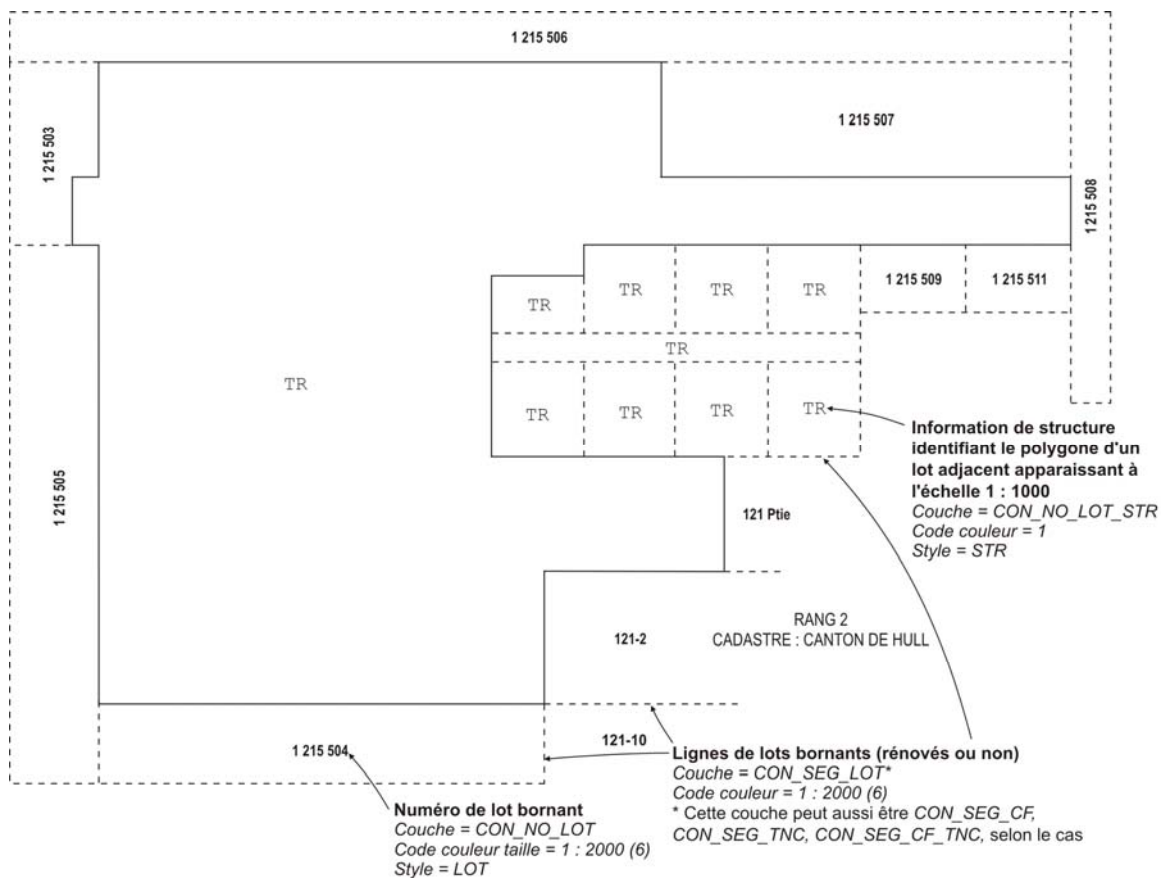 1 215 506
1 215 503
1 215 507
1 215 508
1 215 509
1 215 511
TR
TR
TR
TR
TR
TR
TR
TR
TR
TR
Information de structure
identifiant le polygone d'un
lot adjacent apparaissant à
l'échelle 1 : 1000
Couche = CON_NO_LOT_STR
Code couleur = 1
Style = STR
1 215 505
121 Ptie
RANG 2
CADASTRE : CANTON DE HULL
121-2
121-10
1 215 504
Lignes de lots bornants (rénovés ou non)
Couche = CON_SEG_LOT*
Code couleur = 1 : 2000 (6)
* Cette couche peut aussi être CON_SEG_CF,
CON_SEG_TNC, CON_SEG_CF_TNC, selon le cas
Numéro de lot bornant
Couche = CON_NO_LOT
Code couleur taille = 1 : 2000 (6)
Style = LOT